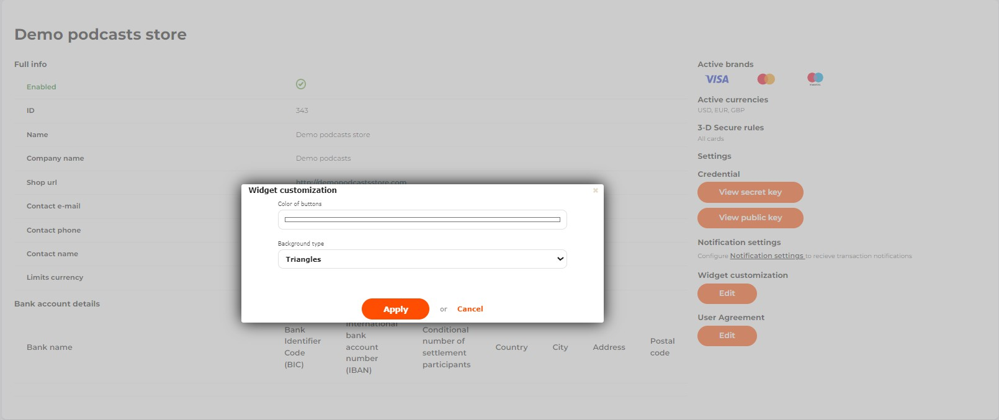 Demo podcasts store
Full info
Enabled
ID 343
Name Demo podcasts store
Company name Demo podcasts
Shop url http://demopodcastsstore.com
Contact e-mail
Contact phone
Contact name
Limits currency
Bank account details
Bank name
Bank
Identifier
Code
(BIC)
International
bank
account
number
(IBAN)
Conditional
number of
settlement
participants
Country
City
Address
Postal
code
Widget customization
Color of buttons
Background type
Triangles
Apply or Cancel
Active brands
VISA
Active currencies
USD, EUR, GBP
3-D Secure rules
All cards
Settings
Credential
View secret key
View public key
Notification settings
Configure Notification settings to recieve transaction notifications
Widget customization
Edit
User Agreement
Edit